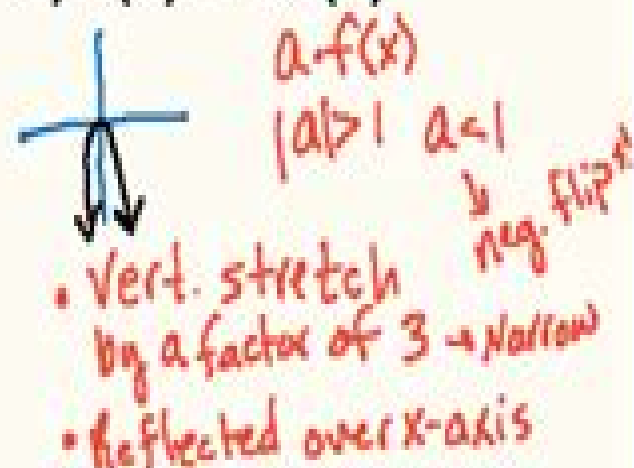 a·f(x)
|a|>1 a<1
neg. flip
• Vert. stretch
by a factor of 3 → Narrow
• Reflected over x-axis